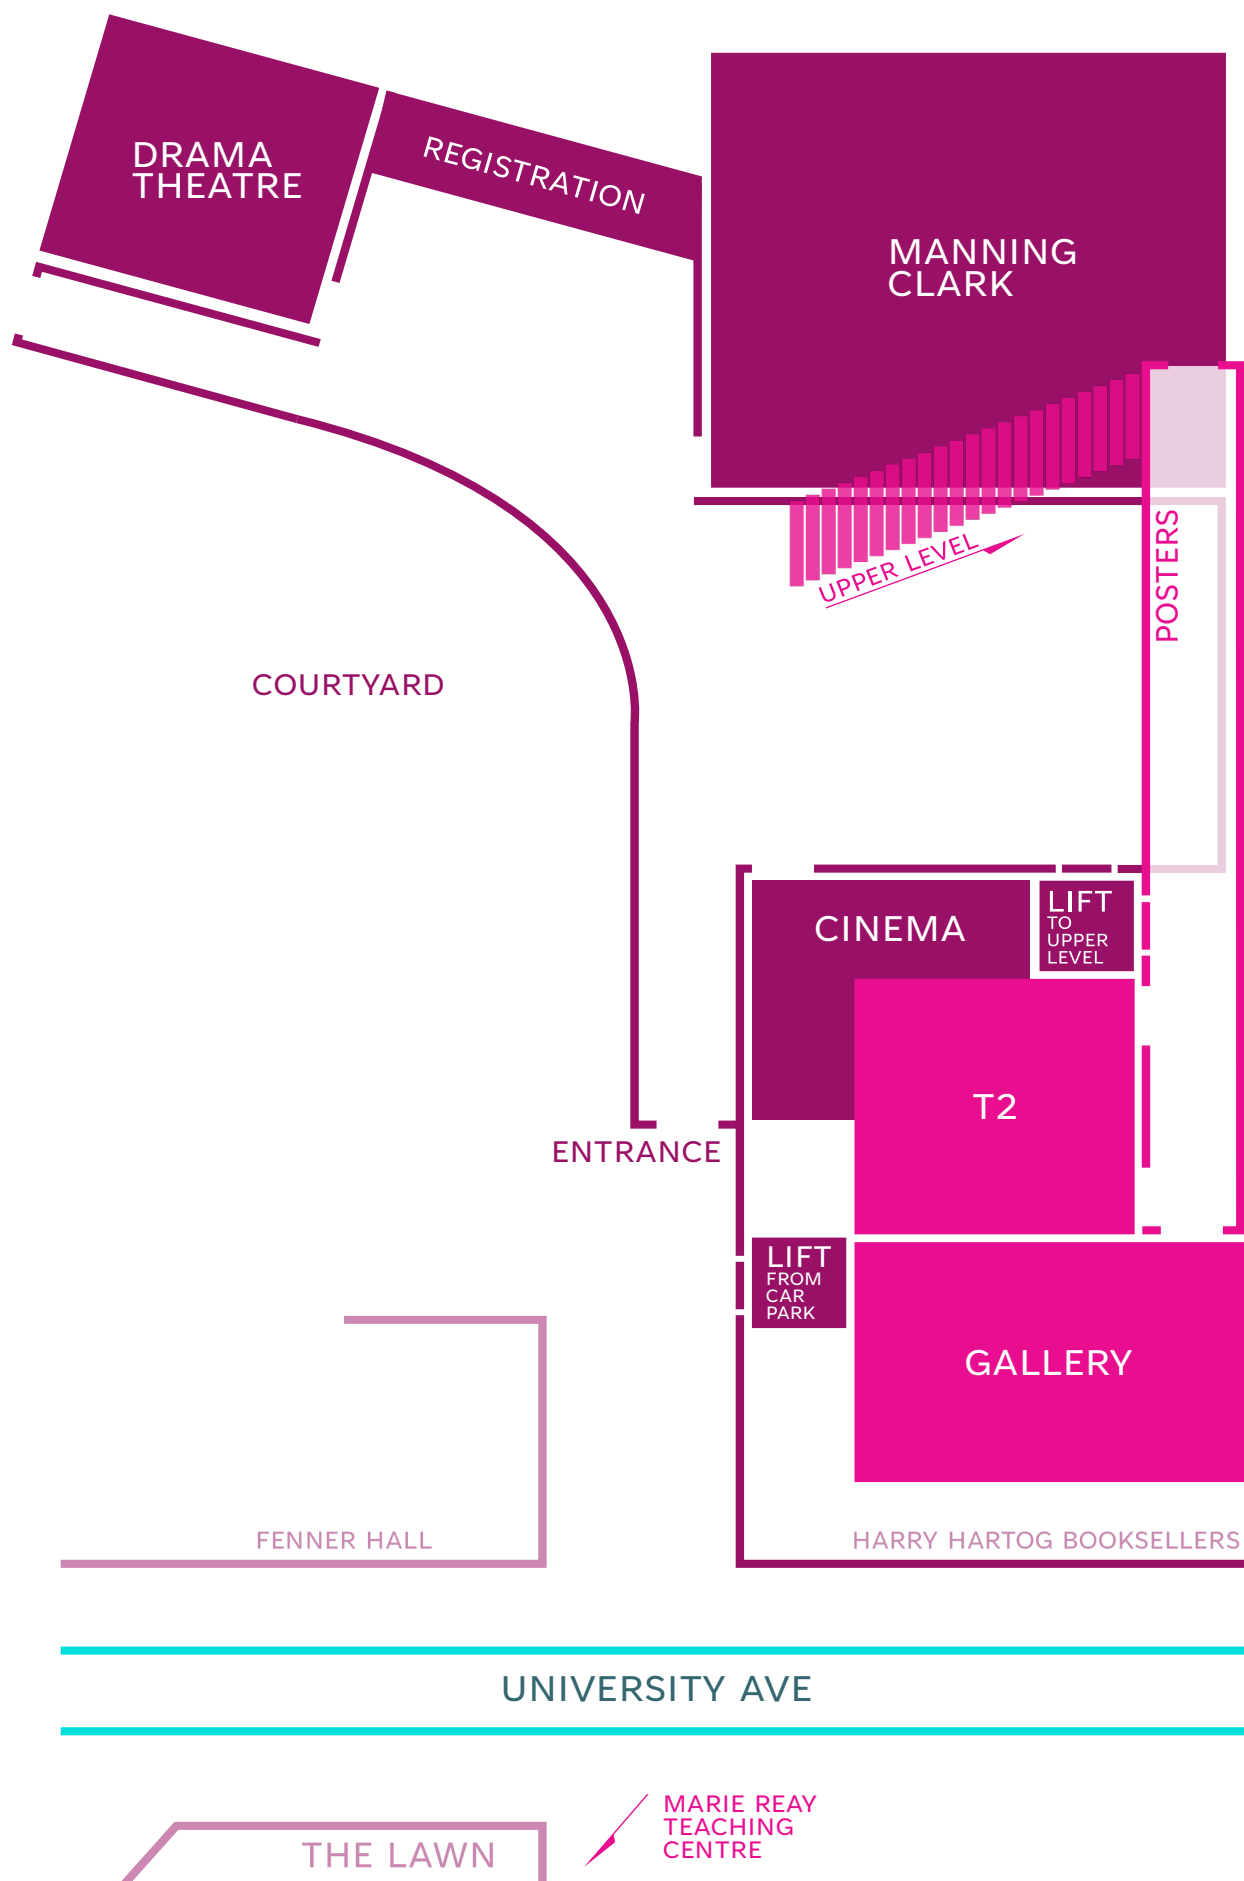 DRAMA
THEATRE
REGISTRATION
MANNING
CLARK
UPPER LEVEL
POSTERS
COURTYARD
CINEMA
LIFT
TO
UPPER
LEVEL
T2
ENTRANCE
LIFT
FROM
CAR
PARK
GALLERY
FENNER HALL
HARRY HARTOG BOOKSELLERS
UNIVERSITY AVE
MARIE REAY
TEACHING
CENTRE
THE LAWN